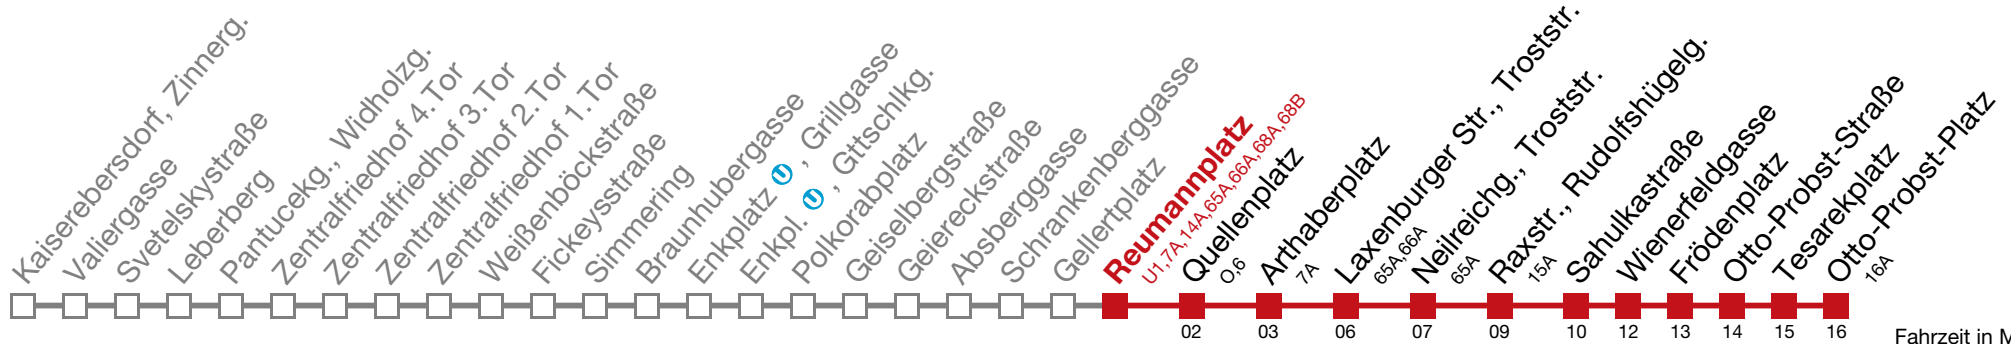 Kaiserebersdorf, Zinnerg.
Valiergasse
Svetelskystraße
Leberberg
Pantucekg., Widholzg.
Zentralfriedhof 4.Tor
Zentralfriedhof 3.Tor
Zentralfriedhof 2.Tor
Zentralfriedhof 1.Tor
Weißenböckstraße
Fickeysstraße
Simmering
Braunhubergasse
Enkplatz U, Grillgasse
Enkpl. U, Gttschlkg.
Polkorabplatz
Geiselbergstraße
Geiereckstraße
Absberggasse
Schrankenberggasse
Gellertplatz
Reumannplatz
U1,7A,14A,65A,66A,68A,68B
Quellenplatz
O,6
Arthaberplatz
7A
Laxenburger Str., Troststr.
65A,66A
Neilreichg., Troststr.
65A
Raxstr., Rudolfshügelg.
15A
Sahulkastraße
Wienerfeldgasse
Frödenplatz
Otto-Probst-Straße
Tesarekplatz
Otto-Probst-Platz
16A
02 03 06 07 09 10 12 13 14 15 16
Fahrzeit in M